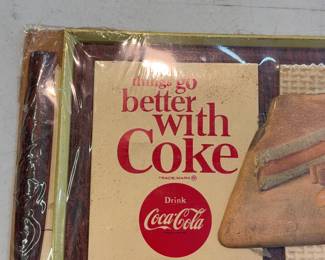 things go
better
with
Coke
TRADE-MARK ®
Drink
Coca-Cola